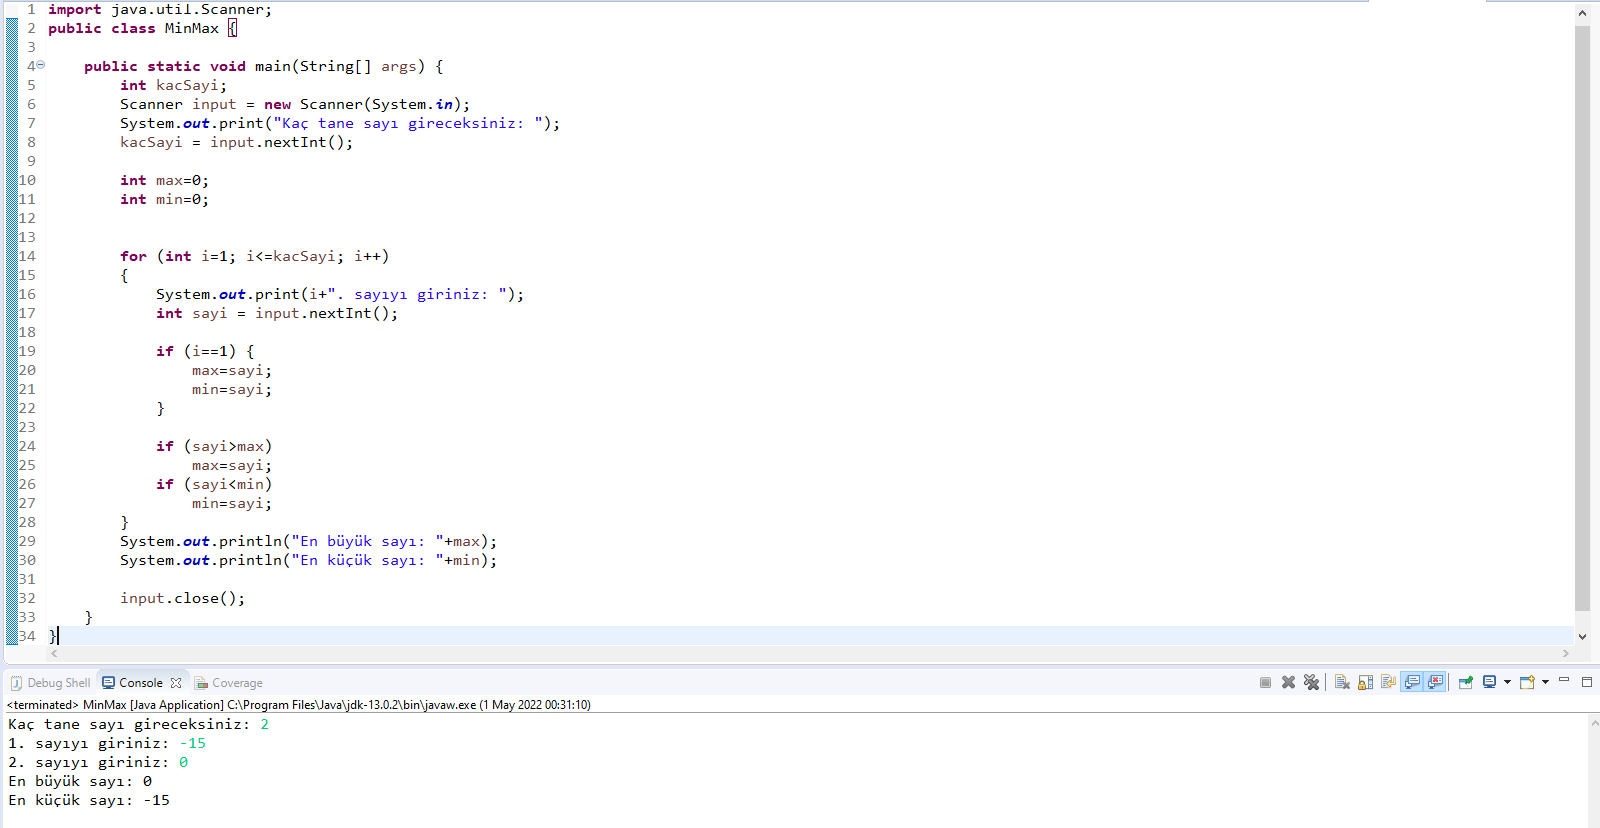 1 import java.util.Scanner;
2 public class MinMax {
3
4 public static void main(String[] args) {
5 int kacSayi;
6 Scanner input = new Scanner(System.in);
7 System.out.print("Kaç tane sayı gireceksiniz: ");
8 kacSayi = input.nextInt();
9
10 int max=0;
11 int min=0;
12
13
14 for (int i=1; i<=kacSayi; i++)
15 {
16 System.out.print(i+". sayıyı giriniz: ");
17 int sayi = input.nextInt();
18
19 if (i==1) {
20 max=sayi;
21 min=sayi;
22 }
23
24 if (sayi>max)
25 max=sayi;
26 if (sayi<min)
27 min=sayi;
28 }
29 System.out.println("En büyük sayı: "+max);
30 System.out.println("En küçük sayı: "+min);
31
32 input.close();
33 }
34 }
Debug Shell Console Coverage
<terminated> MinMax [Java Application] C:\Program Files\Java\jdk-13.0.2\bin\javaw.exe (1 May 2022 00:31:10)
Kaç tane sayı gireceksiniz: 2
1. sayıyı giriniz: -15
2. sayıyı giriniz: 0
En büyük sayı: 0
En küçük sayı: -15